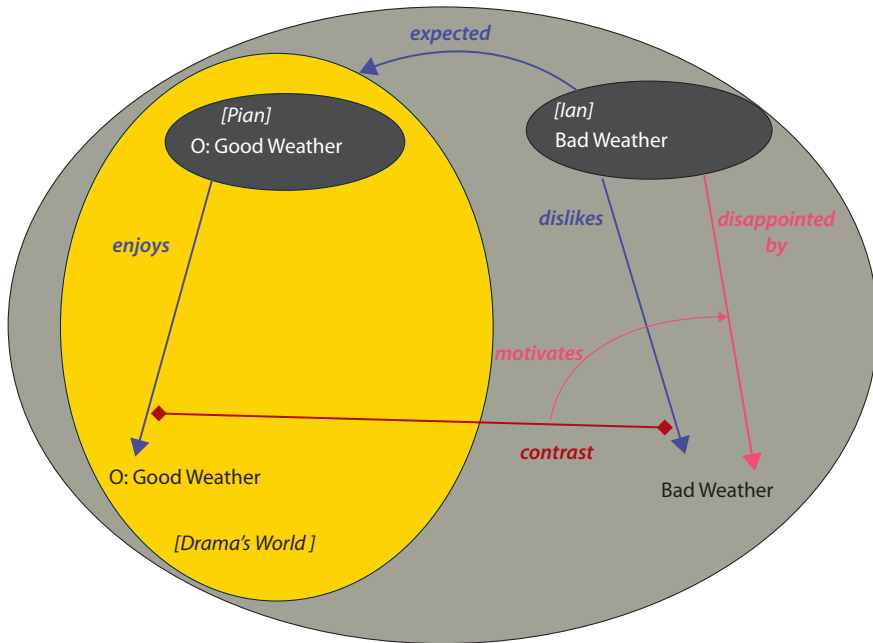 expected
[Pian]
O: Good Weather
[Ian]
Bad Weather
enjoys
dislikes
disappointed
by
motivates
contrast
O: Good Weather
Bad Weather
[Drama's World ]